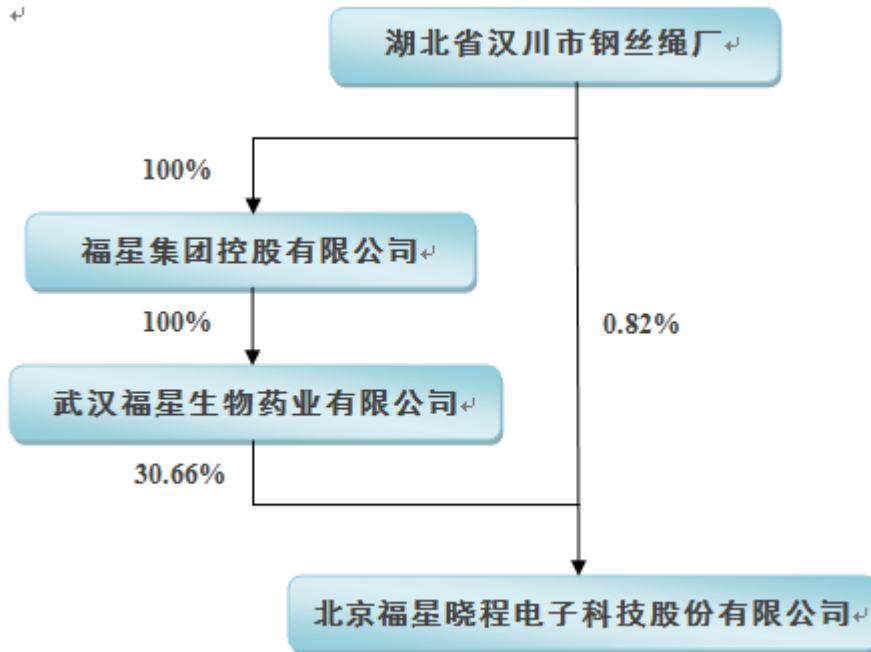 湖北省汉川市钢丝绳厂
100%
福星集团控股有限公司
100%
0.82%
武汉福星生物药业有限公司
30.66%
北京福星晓程电子科技股份有限公司